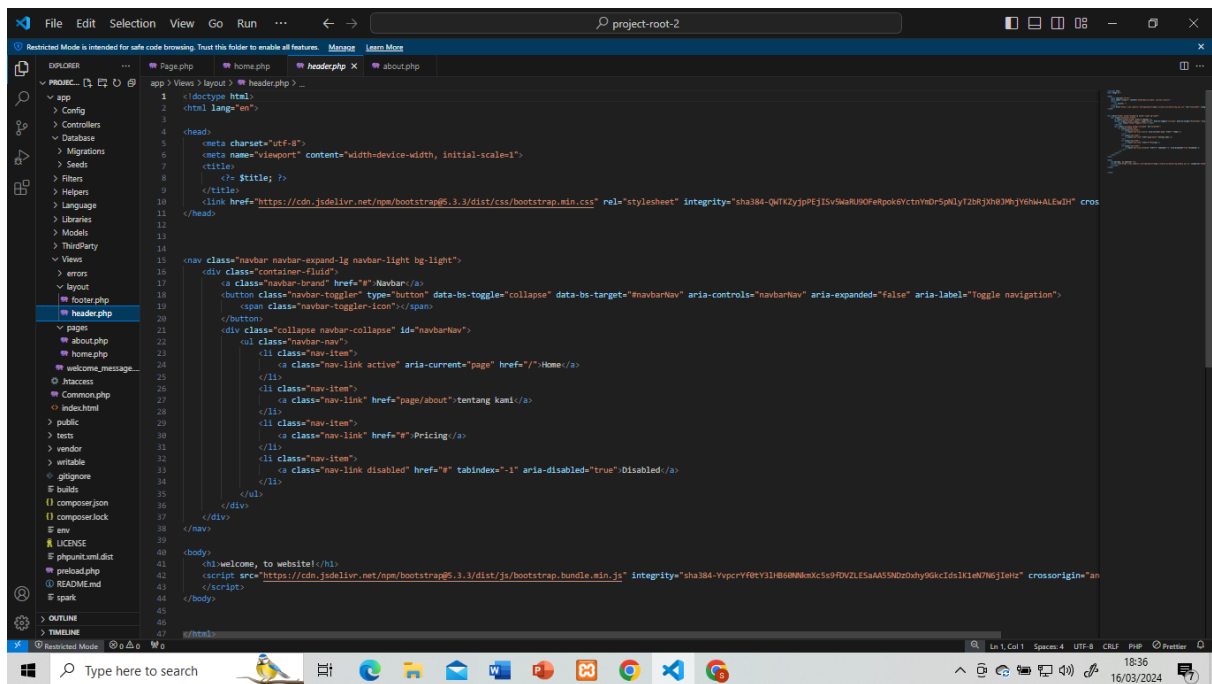 File Edit Selection View Go Run ··· project-root-2
Restricted Mode is intended for safe code browsing. Trust this folder to enable all features. Manage Learn More
EXPLORER ··· Page.php home.php header.php about.php
PROJEC... app > Views > layout > header.php > ...
app
Config
Controllers
Database
Migrations
Seeds
Filters
Helpers
Language
Libraries
Models
ThirdParty
Views
errors
layout
footer.php
header.php
pages
about.php
home.php
welcome_message....
.htaccess
Common.php
index.html
public
tests
vendor
writable
.gitignore
builds
composer.json
composer.lock
env
LICENSE
phpunit.xml.dist
preload.php
README.md
spark
OUTLINE
TIMELINE
1 <!doctype html>
2 <html lang="en">
3
4 <head>
5 <meta charset="utf-8">
6 <meta name="viewport" content="width=device-width, initial-scale=1">
7 <title>
8 <?= $title; ?>
9 </title>
10 <link href="https://cdn.jsdelivr.net/npm/bootstrap@5.3.3/dist/css/bootstrap.min.css" rel="stylesheet" integrity="sha384-QWTKZyjpPEjISv5WaRU9OFeRpok6YctnYmDr5pNlyT2bRjXh0JMhjY6hW+ALEwIH" cros
11 </head>
12
13
14
15 <nav class="navbar navbar-expand-lg navbar-light bg-light">
16 <div class="container-fluid">
17 <a class="navbar-brand" href="#">Navbar</a>
18 <button class="navbar-toggler" type="button" data-bs-toggle="collapse" data-bs-target="#navbarNav" aria-controls="navbarNav" aria-expanded="false" aria-label="Toggle navigation">
19 <span class="navbar-toggler-icon"></span>
20 </button>
21 <div class="collapse navbar-collapse" id="navbarNav">
22 <ul class="navbar-nav">
23 <li class="nav-item">
24 <a class="nav-link active" aria-current="page" href="/">Home</a>
25 </li>
26 <li class="nav-item">
27 <a class="nav-link" href="page/about">tentang kami</a>
28 </li>
29 <li class="nav-item">
30 <a class="nav-link" href="#">Pricing</a>
31 </li>
32 <li class="nav-item">
33 <a class="nav-link disabled" href="#" tabindex="-1" aria-disabled="true">Disabled</a>
34 </li>
35 </ul>
36 </div>
37 </div>
38 </nav>
39
40 <body>
41 <h1>welcome, to website!</h1>
42 <script src="https://cdn.jsdelivr.net/npm/bootstrap@5.3.3/dist/js/bootstrap.bundle.min.js" integrity="sha384-YvpcrYf0tY3lHB60NNkmXc5s9fDVZLESaAA55NDzOxhy9GkcIdslK1eN7N6jIeHz" crossorigin="an
43 </script>
44 </body>
45
46
47 </html>
Restricted Mode 0 0 0 Ln 1, Col 1 Spaces: 4 UTF-8 CRLF PHP Prettier
Type here to search 18:36
16/03/2024